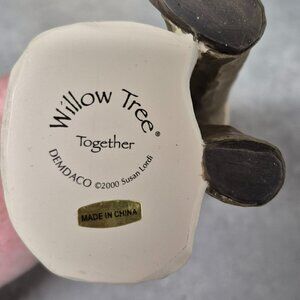 Willow Tree®
Together
DEMDACO ©2000 Susan Lordi
MADE IN CHINA